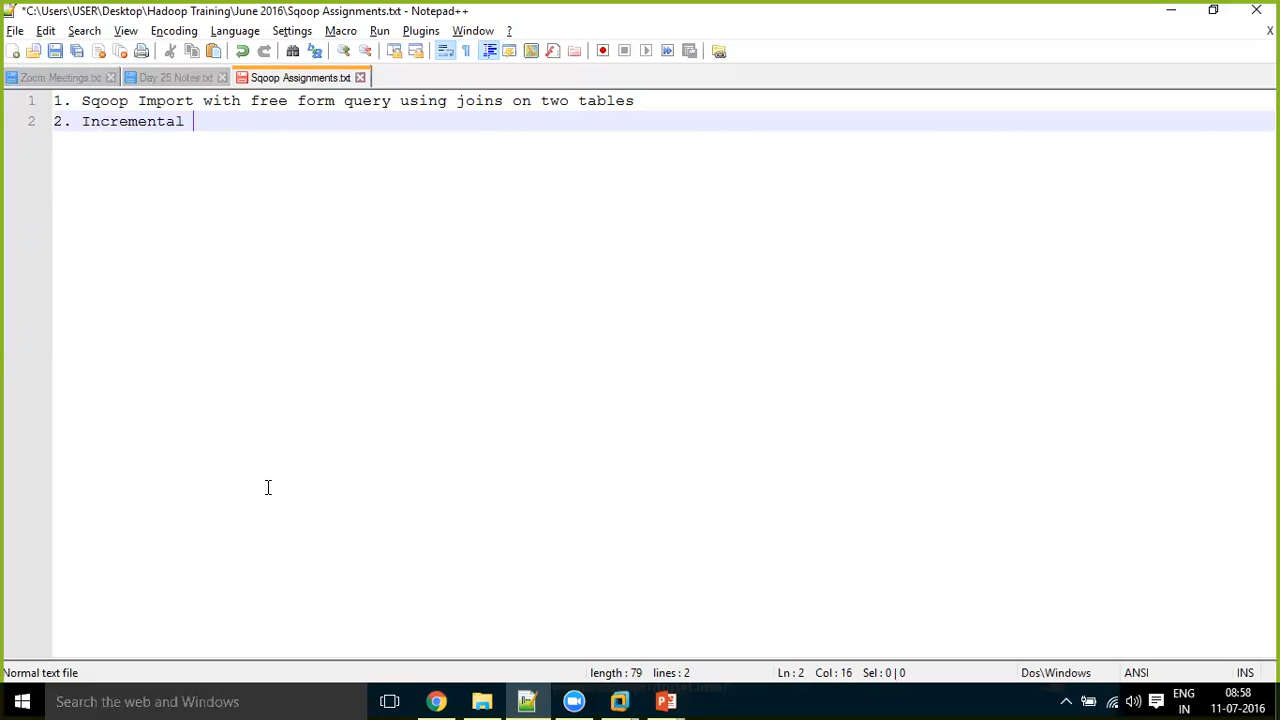 *C:\Users\USER\Desktop\Hadoop Training\June 2016\Sqoop Assignments.txt - Notepad++
File Edit Search View Encoding Language Settings Macro Run Plugins Window ? X
Zoom Meetings.txt Day 25 Notes.txt Sqoop Assignments.txt
1 1. Sqoop Import with free form query using joins on two tables
2 2. Incremental
Normal text file length : 79 lines : 2 Ln : 2 Col : 16 Sel : 0 | 0 Dos\Windows ANSI INS
Search the web and Windows ENG 08:58
IN 11-07-2016